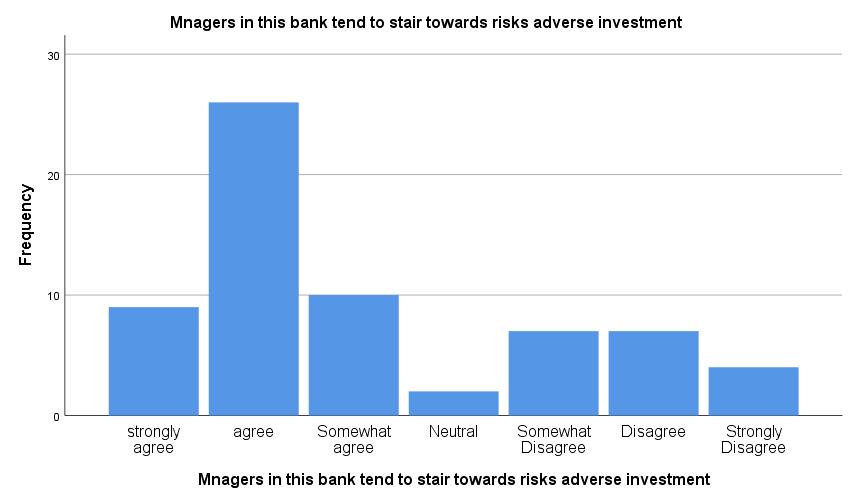 Mnagers in this bank tend to stair towards risks adverse investment
30
20
10
0
Frequency
strongly
agree
agree
Somewhat
agree
Neutral
Somewhat
Disagree
Disagree
Strongly
Disagree
Mnagers in this bank tend to stair towards risks adverse investment